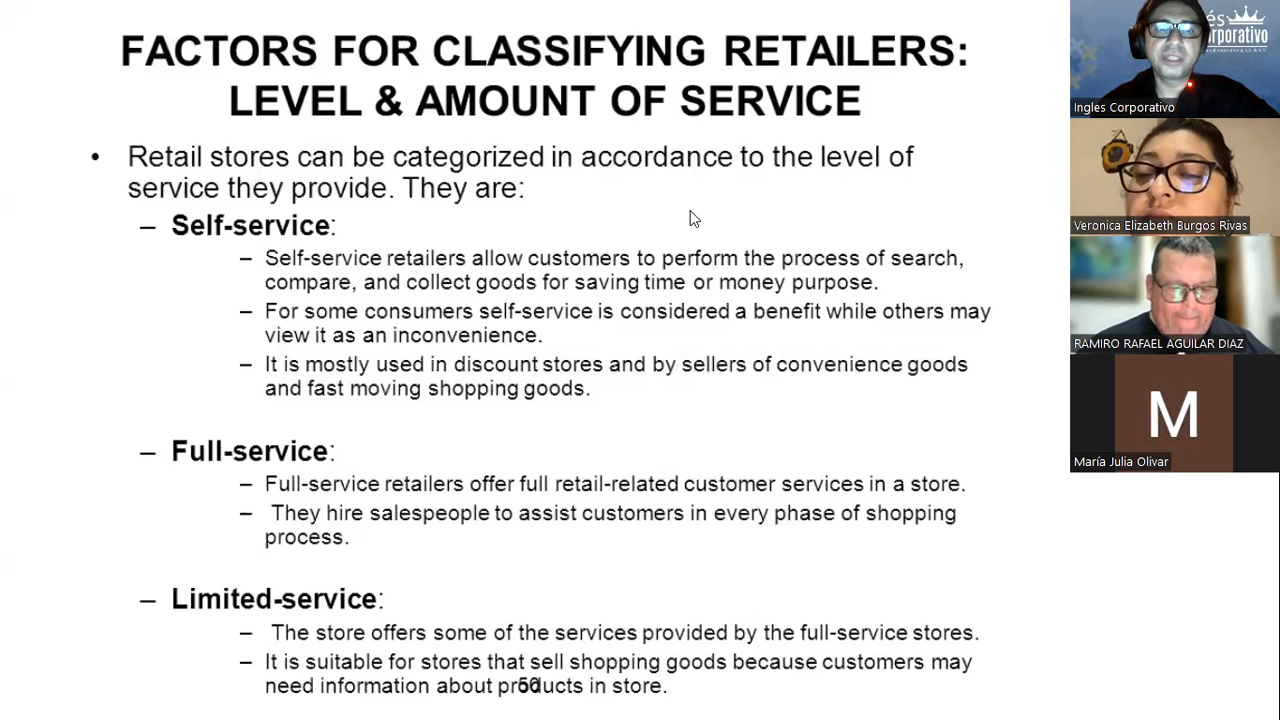 FACTORS FOR CLASSIFYING RETAILERS:
LEVEL & AMOUNT OF SERVICE
• Retail stores can be categorized in accordance to the level of
service they provide. They are:
– Self-service:
– Self-service retailers allow customers to perform the process of search,
compare, and collect goods for saving time or money purpose.
– For some consumers self-service is considered a benefit while others may
view it as an inconvenience.
– It is mostly used in discount stores and by sellers of convenience goods
and fast moving shopping goods.
– Full-service:
– Full-service retailers offer full retail-related customer services in a store.
– They hire salespeople to assist customers in every phase of shopping
process.
– Limited-service:
– The store offers some of the services provided by the full-service stores.
– It is suitable for stores that sell shopping goods because customers may
need information about products in store.
50
Ingles Corporativo
Veronica Elizabeth Burgos Rivas
RAMIRO RAFAEL AGUILAR DIAZ
M
María Julia Olivar